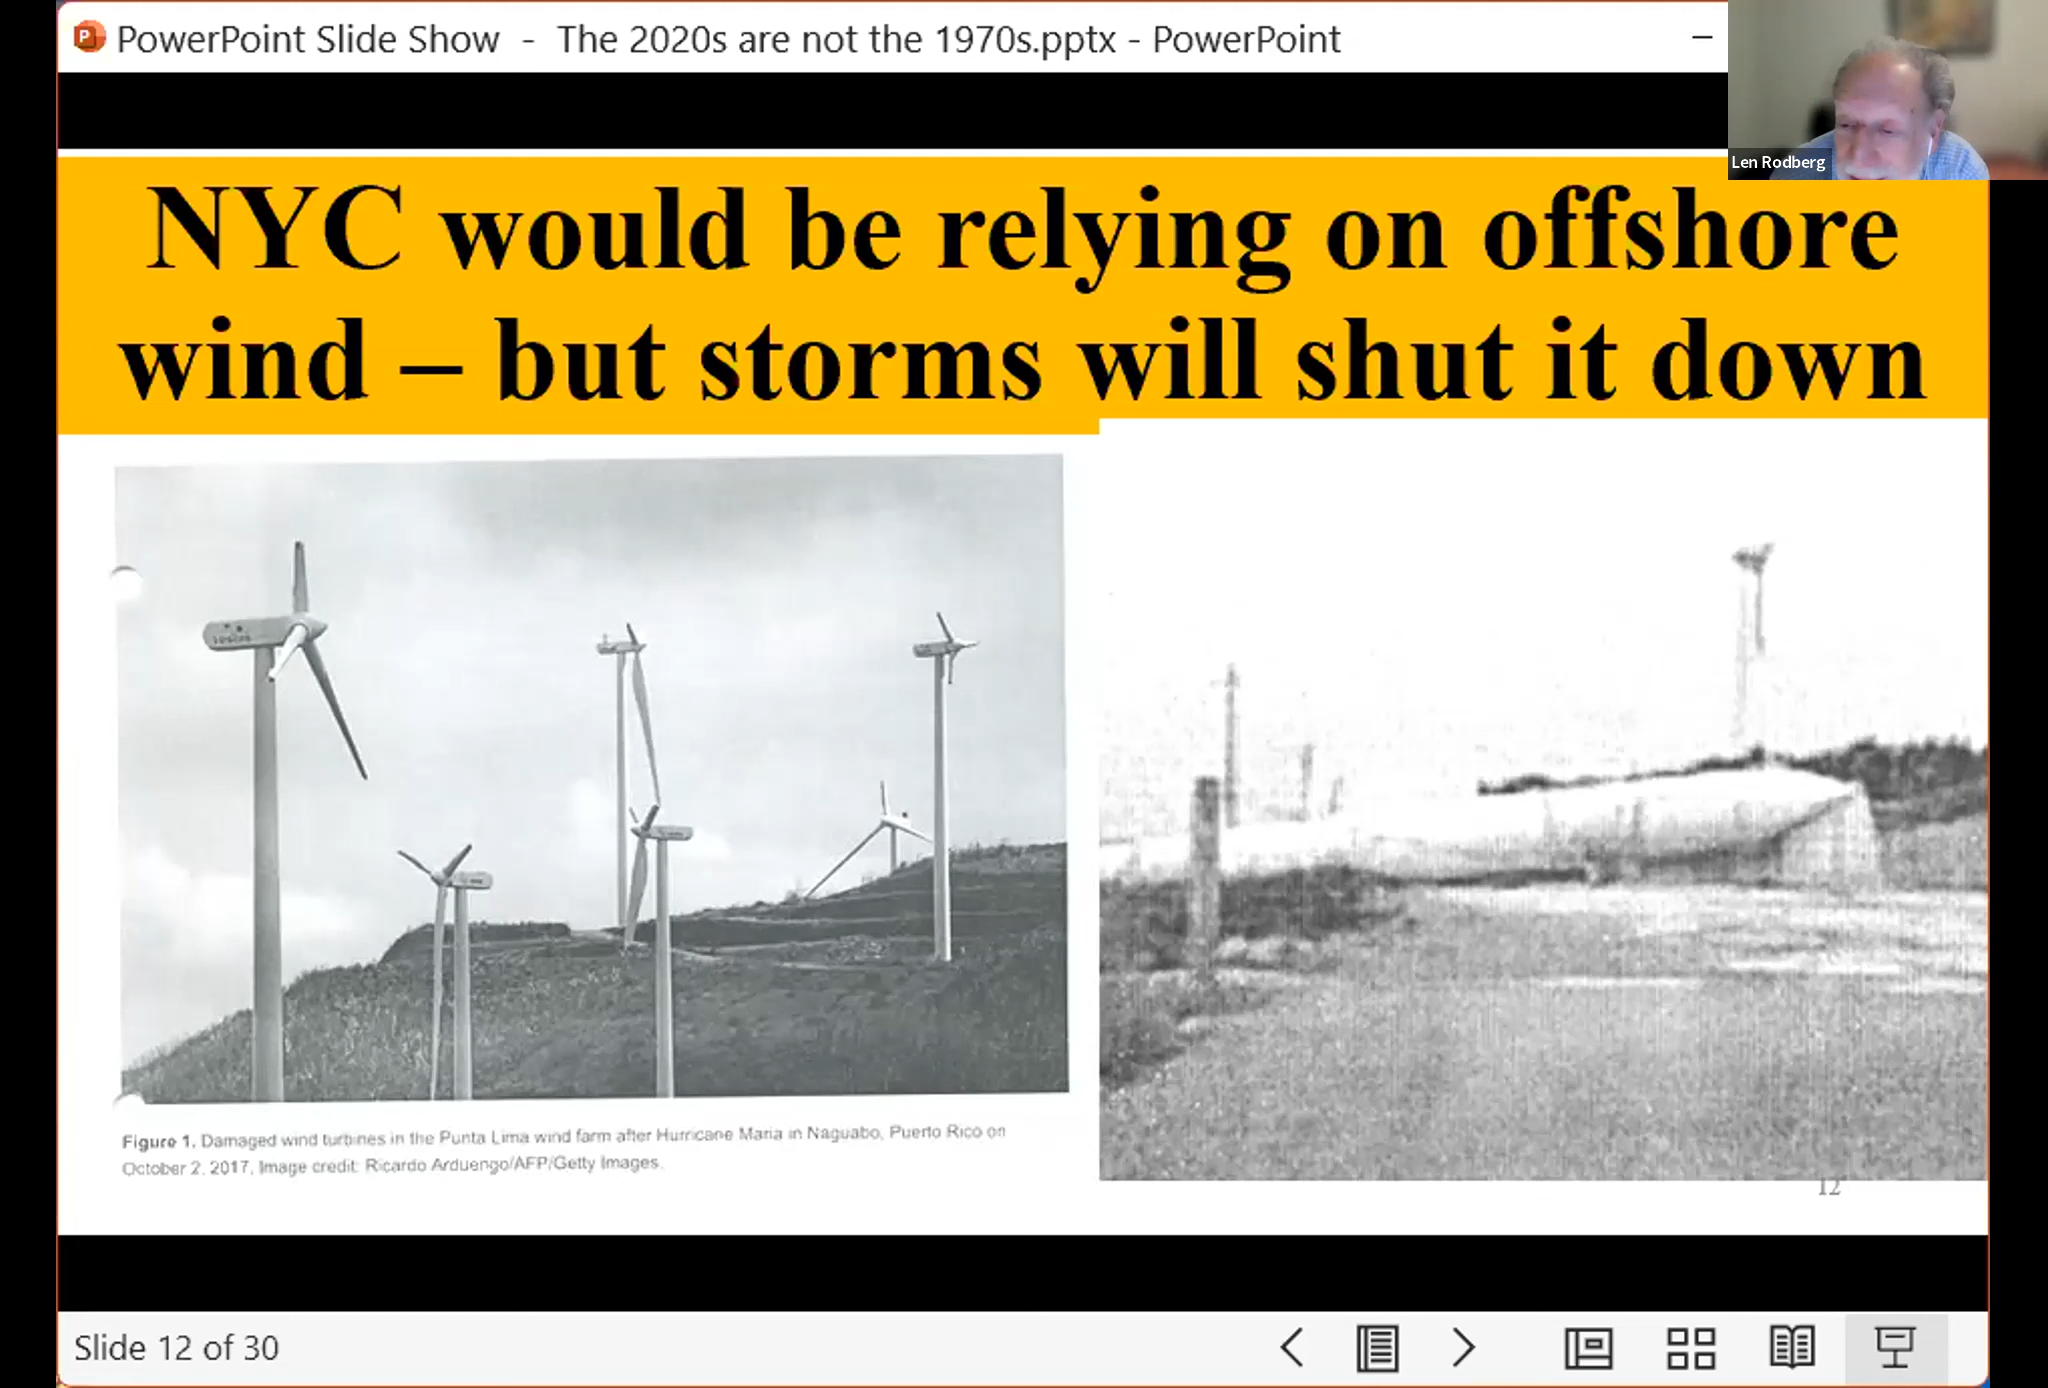 PowerPoint Slide Show - The 2020s are not the 1970s.pptx - PowerPoint
Len Rodberg
NYC would be relying on offshore
wind – but storms will shut it down
Figure 1. Damaged wind turbines in the Punta Lima wind farm after Hurricane Maria in Naguabo, Puerto Rico on
October 2, 2017, Image credit: Ricardo Arduengo/AFP/Getty Images.
12
Slide 12 of 30